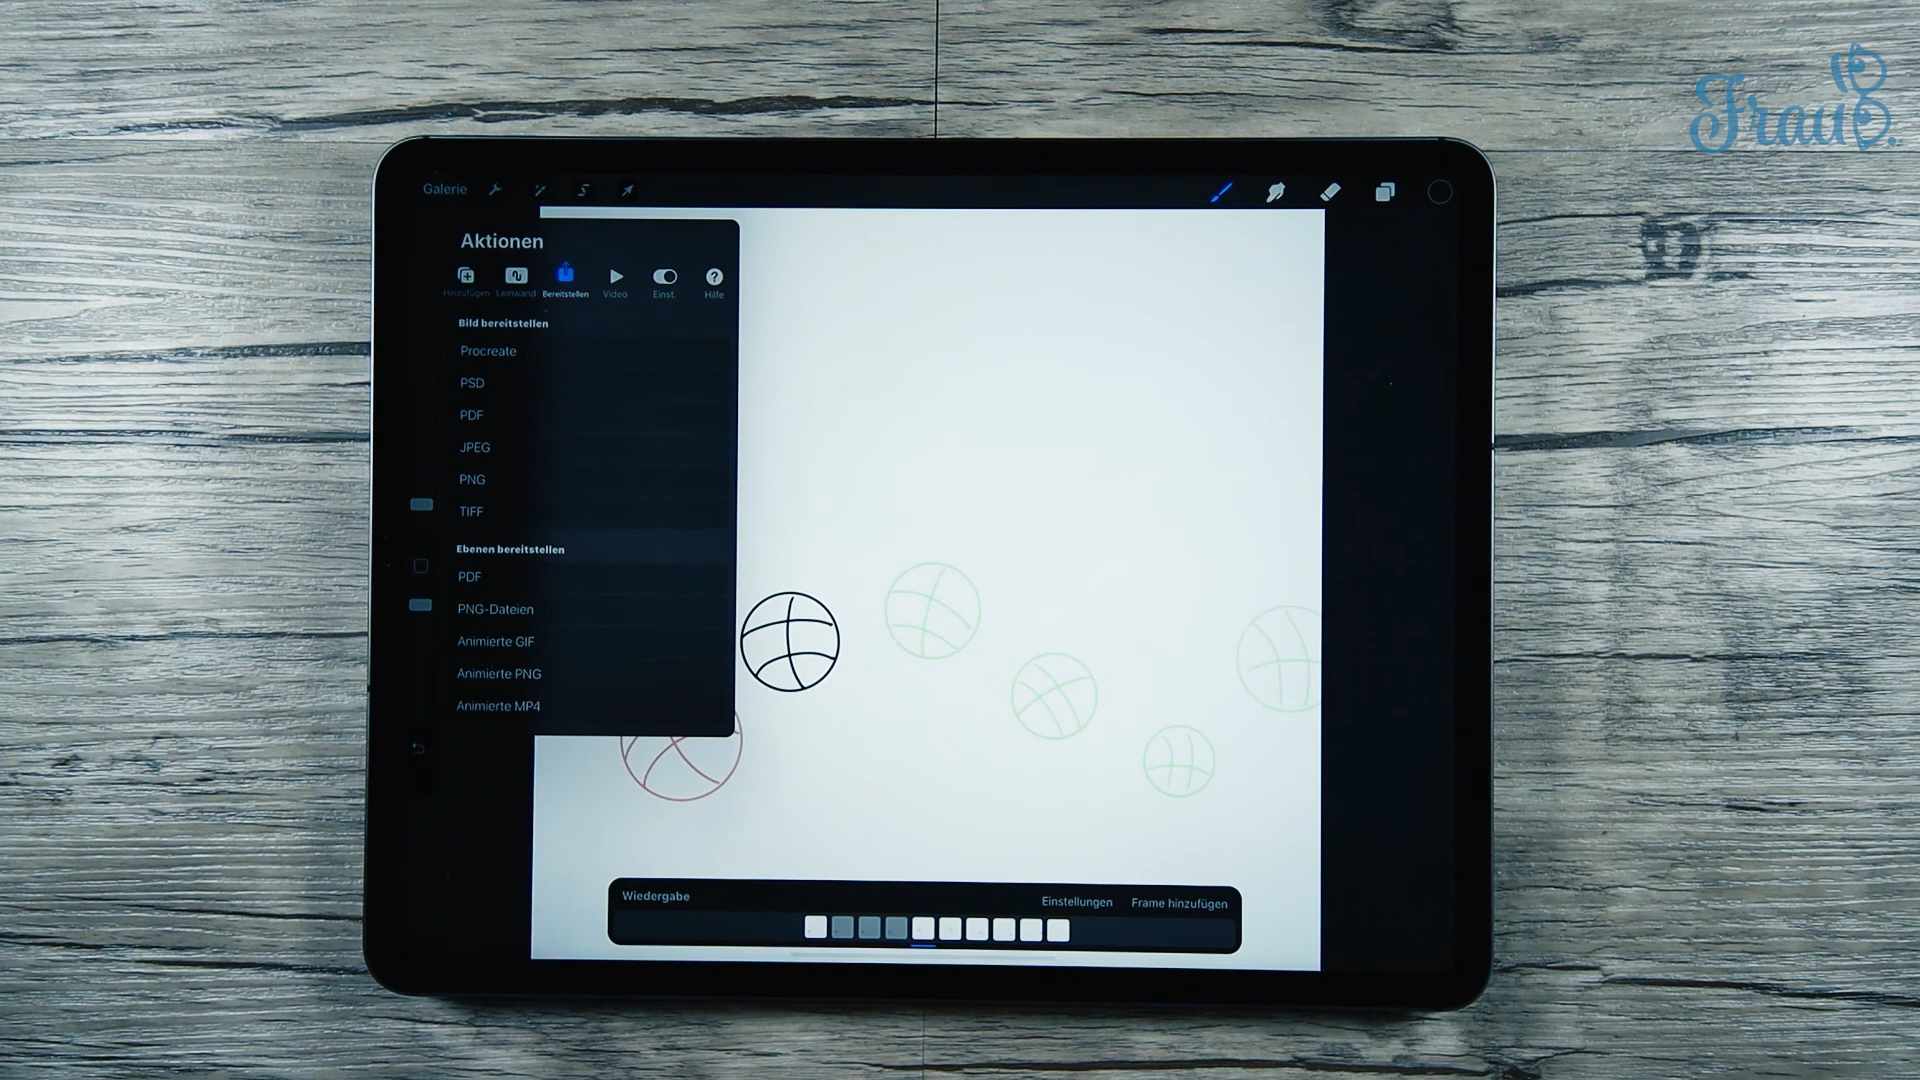 Frau B.
Galerie
Aktionen
Hinzufügen Leinwand Bereitstellen Video Einst. Hilfe
Bild bereitstellen
Procreate
PSD
PDF
JPEG
PNG
TIFF
Ebenen bereitstellen
PDF
PNG-Dateien
Animierte GIF
Animierte PNG
Animierte MP4
Wiedergabe
Einstellungen Frame hinzufügen